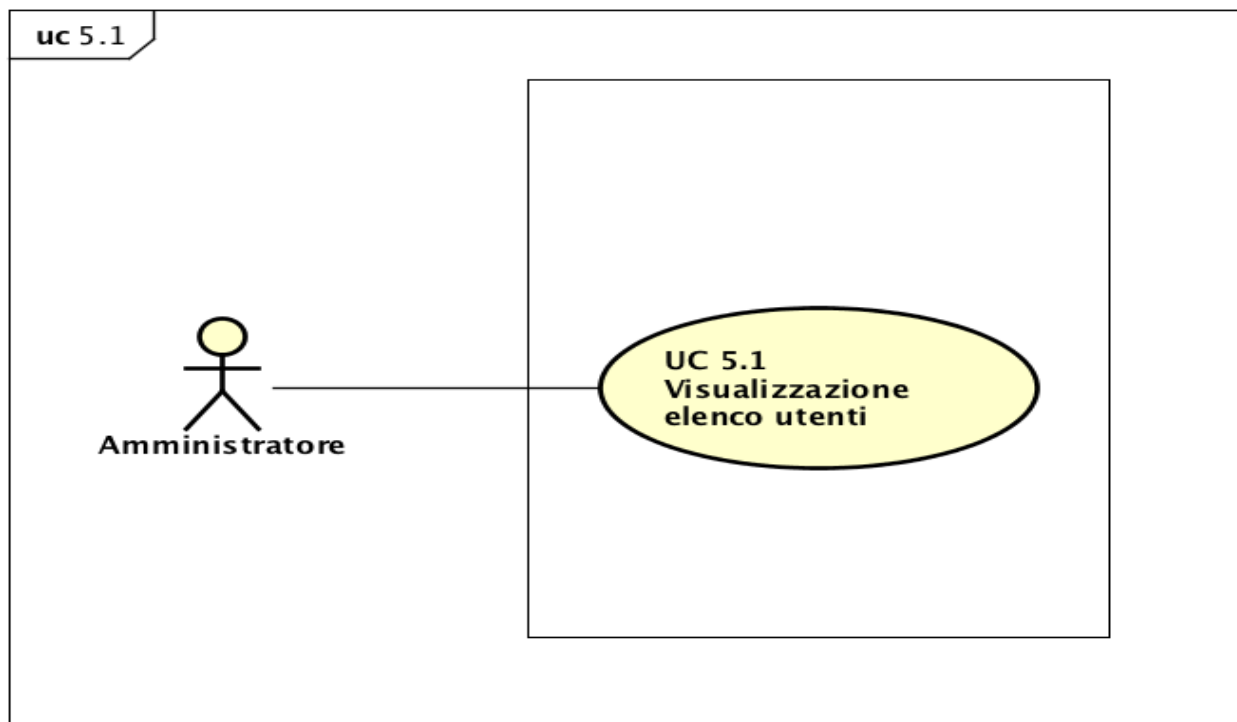 uc 5.1
UC 5.1
Visualizzazione
elenco utenti
Amministratore